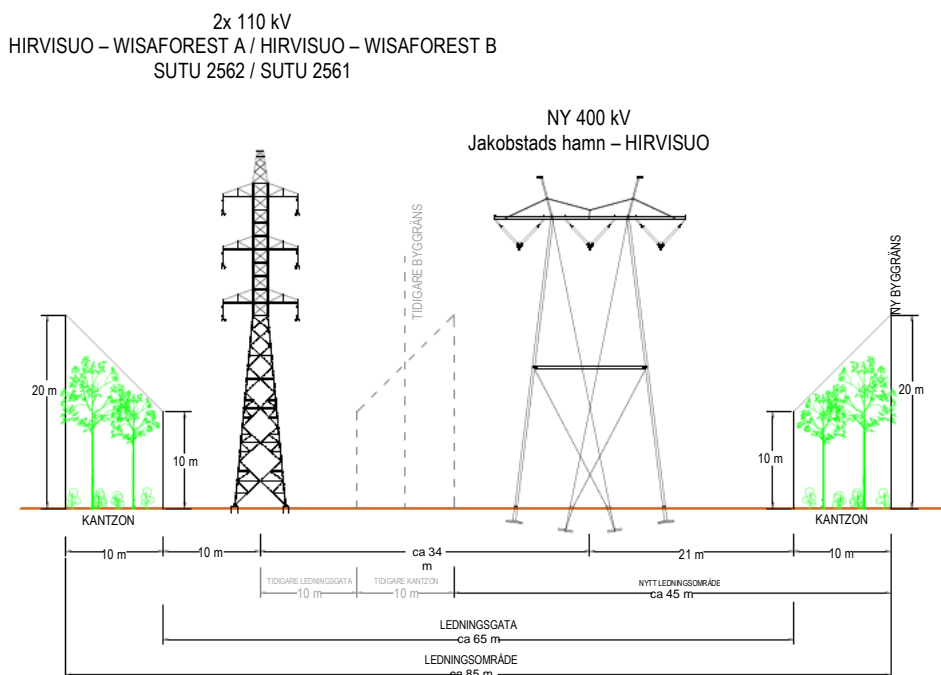 2x 110 kV
HIRVISUO – WISAFOREST A / HIRVISUO – WISAFOREST B
SUTU 2562 / SUTU 2561
NY 400 kV
Jakobstads hamn – HIRVISUO
TIDIGARE BYGGRÄNS
NY BYGGRÄNS
20 m
10 m
10 m
20 m
KANTZON
KANTZON
10 m
10 m
ca 34
m
21 m
10 m
TIDIGARE LEDNINGSGATA
10 m
TIDIGARE KANTZON
10 m
NYTT LEDNINGSOMRÅDE
ca 45 m
LEDNINGSGATA
ca 65 m
LEDNINGSOMRÅDE
ca 85 m